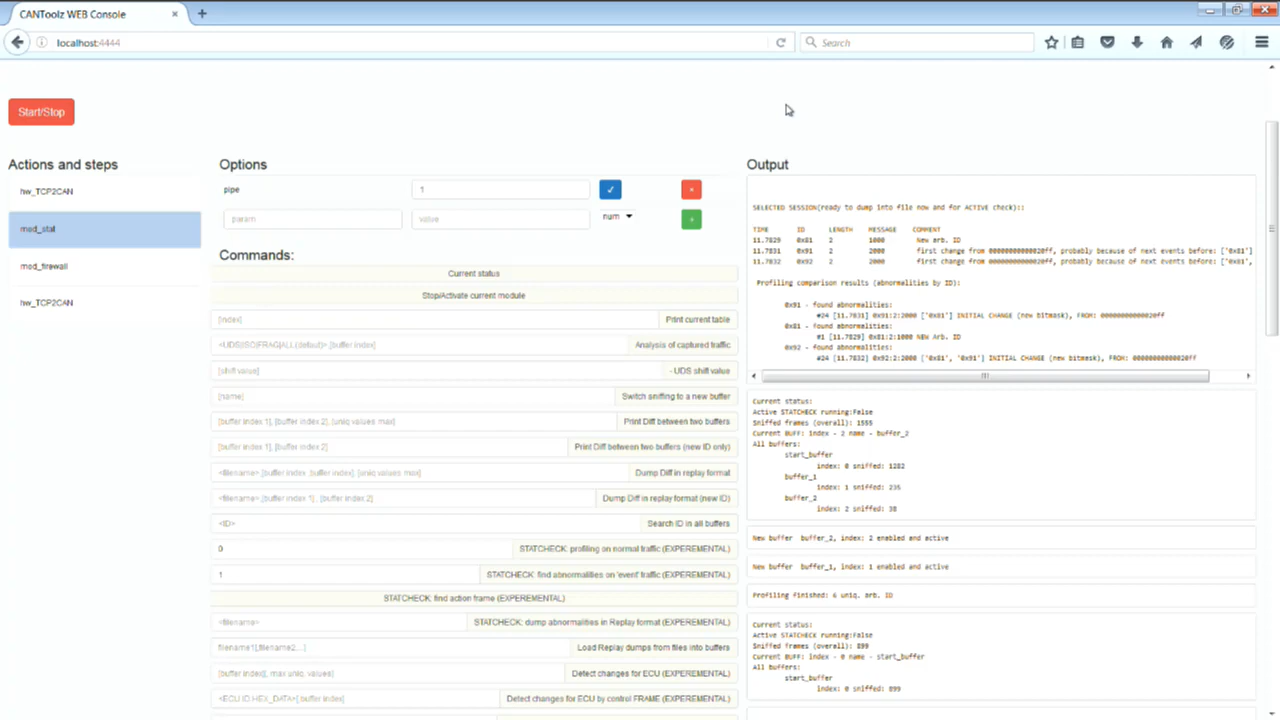 CANToolz WEB Console
localhost:4444
Search
Start/Stop
Actions and steps
hw_TCP2CAN
mod_stat
mod_firewall
hw_TCP2CAN
Options
pipe
1
param
value
num
Commands:
Current status
Stop/Activate current module
[index]
Print current table
<UDS|ISO|FRAG|ALL(defaut)>,[buffer index]
Analysis of captured traffic
[shift value]
- UDS shift value
[name]
Switch sniffing to a new buffer
[buffer index 1], [buffer index 2], [uniq values max]
Print Diff between two buffers
[buffer index 1], [buffer index 2]
Print Diff between two buffers (new ID only)
<filename>,[buffer index ,buffer index], [uniq values max]
Dump Diff in replay format
<filename>,[buffer index 1] , [buffer index 2]
Dump Diff in replay format (new ID)
<ID>
Search ID in all buffers
0
STATCHECK: profiling on normal traffic (EXPEREMENTAL)
1
STATCHECK: find abnormalities on 'event' traffic (EXPEREMENTAL)
STATCHECK: find action frame (EXPEREMENTAL)
<filename>
STATCHECK: dump abnormalities in Replay format (EXPEREMENTAL)
filename1[,filename2,...]
Load Replay dumps from files into buffers
[buffer index][, max uniq. values]
Detect changes for ECU (EXPEREMENTAL)
<ECU ID:HEX_DATA>[,buffer index]
Detect changes for ECU by control FRAME (EXPEREMENTAL)
Output
SELECTED SESSION(ready to dump into file now and for ACTIVE check)::
TIME ID LENGTH MESSAGE COMMENT
11.7829 0x81 2 1000 New arb. ID
11.7831 0x91 2 2000 first change from 00000000000020ff, probably because of next events before: ['0x81']
11.7832 0x92 2 2000 first change from 00000000000020ff, probably because of next events before: ['0x81',
Profiling comparison results (abnormalities by ID):
0x91 - found abnormalities:
#24 [11.7831] 0x91:2:2000 ['0x81'] INITIAL CHANGE (new bitmask), FROM: 00000000000020ff
0x81 - found abnormalities:
#1 [11.7829] 0x81:2:1000 NEW Arb. ID
0x92 - found abnormalities:
#24 [11.7832] 0x92:2:2000 ['0x81', '0x91'] INITIAL CHANGE (new bitmask), FROM: 00000000000020ff
Current status:
Active STATCHECK running:False
Sniffed frames (overall): 1555
Current BUFF: index - 2 name - buffer_2
All buffers:
start_buffer
index: 0 sniffed: 1282
buffer_1
index: 1 sniffed: 235
buffer_2
index: 2 sniffed: 38
New buffer buffer_2, index: 2 enabled and active
New buffer buffer_1, index: 1 enabled and active
Profiling finished: 6 uniq. arb. ID
Current status:
Active STATCHECK running:False
Sniffed frames (overall): 899
Current BUFF: index - 0 name - start_buffer
All buffers:
start_buffer
index: 0 sniffed: 899